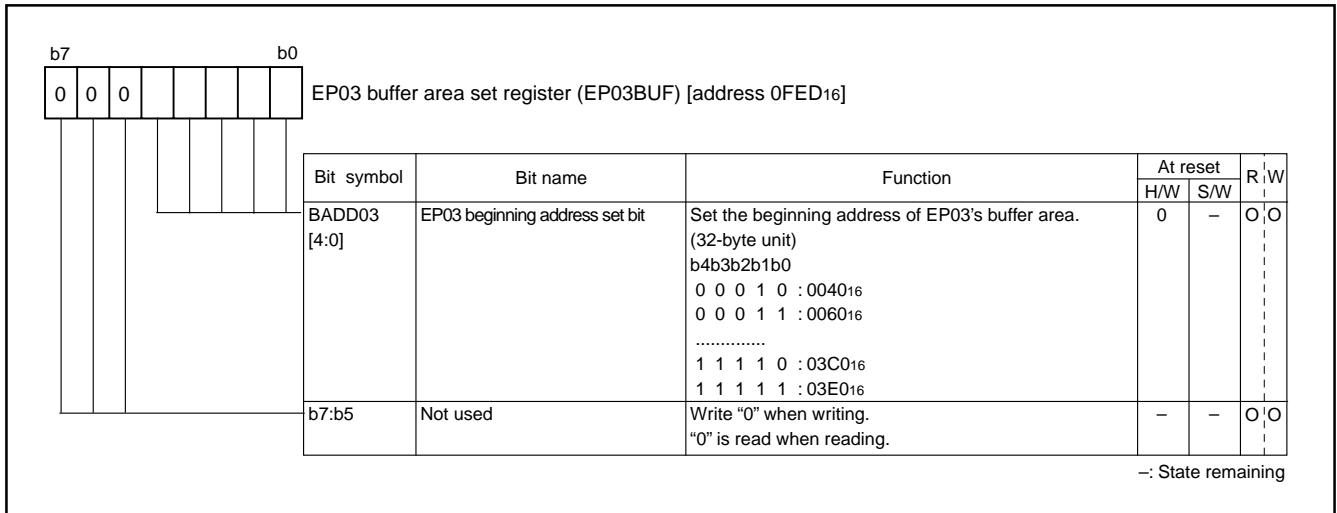 b7 b0
0 0 0 EP03 buffer area set register (EP03BUF) [address 0FED16]
Bit symbol Bit name Function At reset R W
H/W S/W
BADD03 EP03 beginning address set bit Set the beginning address of EP03's buffer area. 0 – O O
[4:0] (32-byte unit)
b4b3b2b1b0
0 0 0 1 0 : 004016
0 0 0 1 1 : 006016
..............
1 1 1 1 0 : 03C016
1 1 1 1 1 : 03E016
b7:b5 Not used Write “0” when writing. – – O O
“0” is read when reading.
–: State remaining